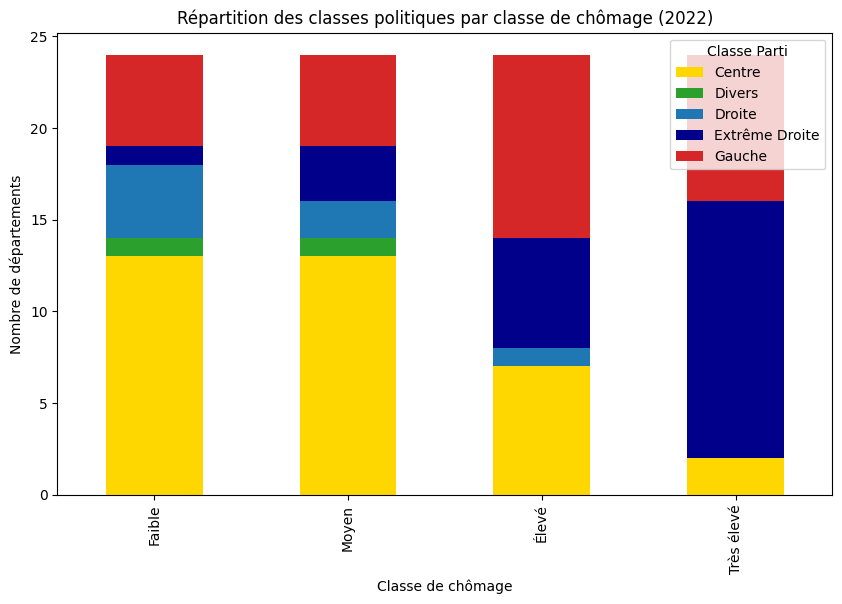 Répartition des classes politiques par classe de chômage (2022)
Classe Parti
Centre
Divers
Droite
Extrême Droite
Gauche
Nombre de départements
25
20
15
10
5
0
Faible
Moyen
Élevé
Très élevé
Classe de chômage